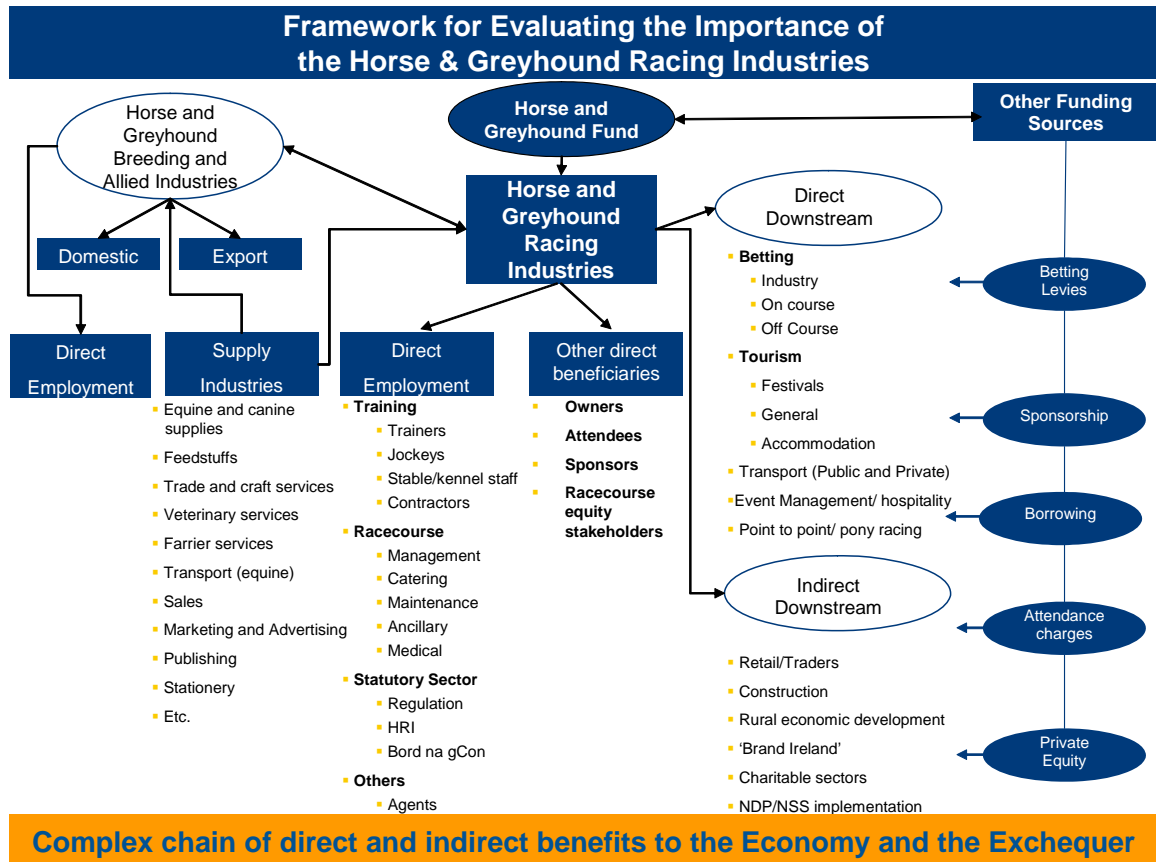 Framework for Evaluating the Importance of
the Horse & Greyhound Racing Industries
Horse and
Greyhound
Breeding and
Allied Industries
Horse and
Greyhound Fund
Other Funding
Sources
Domestic
Export
Horse and
Greyhound
Racing
Industries
Direct
Downstream
Direct
Employment
Supply
Industries
Equine and canine
supplies
Feedstuffs
Trade and craft services
Veterinary services
Farrier services
Transport (equine)
Sales
Marketing and Advertising
Publishing
Stationery
Etc.
Direct
Employment
Training
Trainers
Jockeys
Stable/kennel staff
Contractors
Racecourse
Management
Catering
Maintenance
Ancillary
Medical
Statutory Sector
Regulation
HRI
Bord na gCon
Others
Agents
Other direct
beneficiaries
Owners
Attendees
Sponsors
Racecourse
equity
stakeholders
Betting
Industry
On course
Off Course
Tourism
Festivals
General
Accommodation
Transport (Public and Private)
Event Management/ hospitality
Point to point/ pony racing
Indirect
Downstream
Retail/Traders
Construction
Rural economic development
‘Brand Ireland’
Charitable sectors
NDP/NSS implementation
Betting
Levies
Sponsorship
Borrowing
Attendance
charges
Private
Equity
Complex chain of direct and indirect benefits to the Economy and the Exchequer